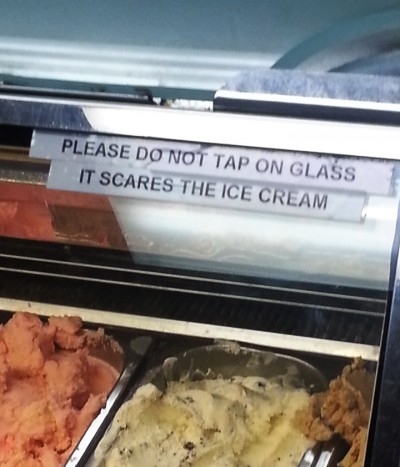 PLEASE DO NOT TAP ON GLASS
IT SCARES THE ICE CREAM